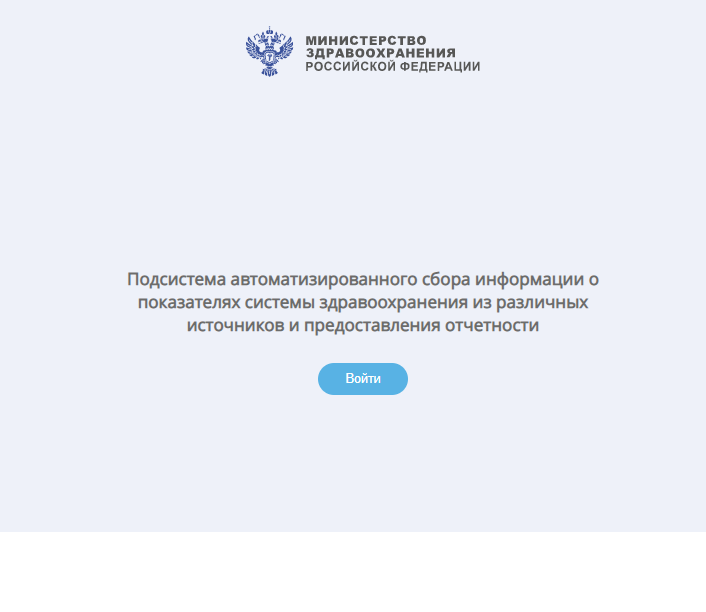 МИНИСТЕРСТВО
ЗДРАВООХРАНЕНИЯ
РОССИЙСКОЙ ФЕДЕРАЦИИ
Подсистема автоматизированного сбора информации о
показателях системы здравоохранения из различных
источников и предоставления отчетности
Войти